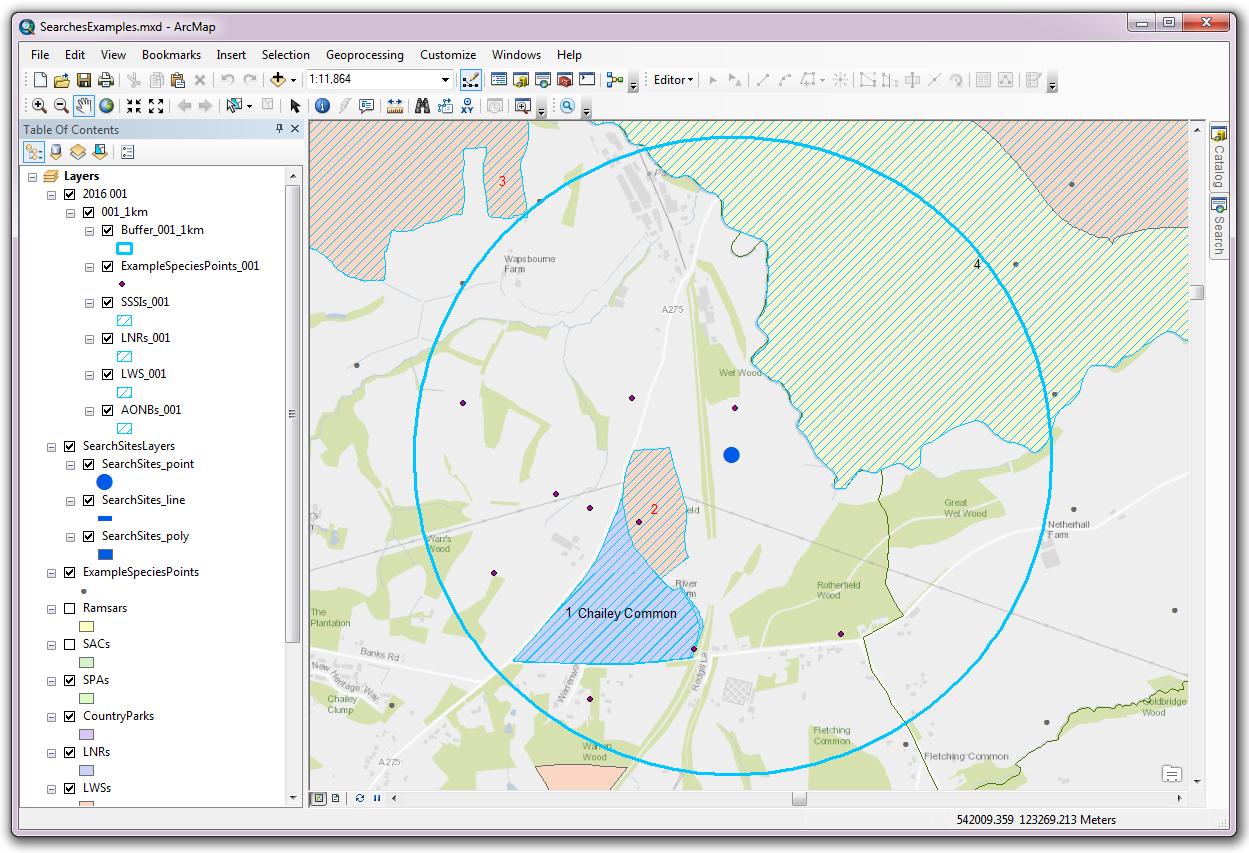 SearchesExamples.mxd - ArcMap
File Edit View Bookmarks Insert Selection Geoprocessing Customize Windows Help
1:11,864
Editor
Table Of Contents
Layers
2016 001
001_1km
Buffer_001_1km
ExampleSpeciesPoints_001
SSSIs_001
LNRs_001
LWS_001
AONBs_001
SearchSitesLayers
SearchSites_point
SearchSites_line
SearchSites_poly
ExampleSpeciesPoints
Ramsars
SACs
SPAs
CountryParks
LNRs
LWSs
3
4
Wapsbourne
Farm
A275
Wet Wood
2
Great
Wet Wood
Netherhall
Farm
Warr's
Wood
River
Rotherfield
Wood
1 Chailey Common
The
Plantation
Banks Rd
New Heritage Way
Chailey
Clump
Warrenwood
Redgill La
Warren
Wood
A275
Fletching
Common
Fletching Common
Goldbridge
Wood
Catalog
Search
542009.359 123269.213 Meters